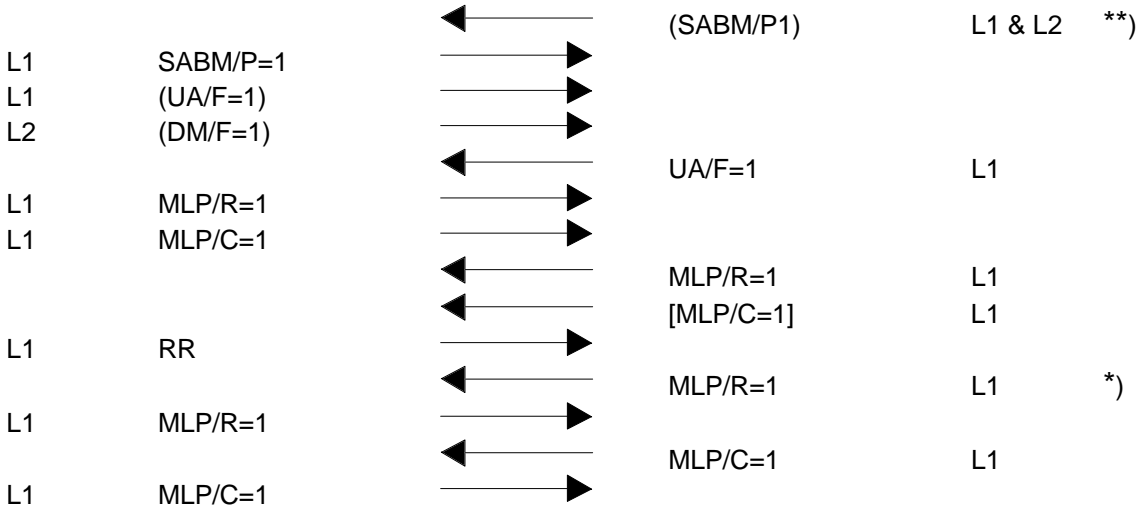 (SABM/P1) L1 & L2 **)
L1 SABM/P=1
L1 (UA/F=1)
L2 (DM/F=1)
UA/F=1 L1
L1 MLP/R=1
L1 MLP/C=1
MLP/R=1 L1
[MLP/C=1] L1
L1 RR
MLP/R=1 L1 *)
L1 MLP/R=1
MLP/C=1 L1
L1 MLP/C=1